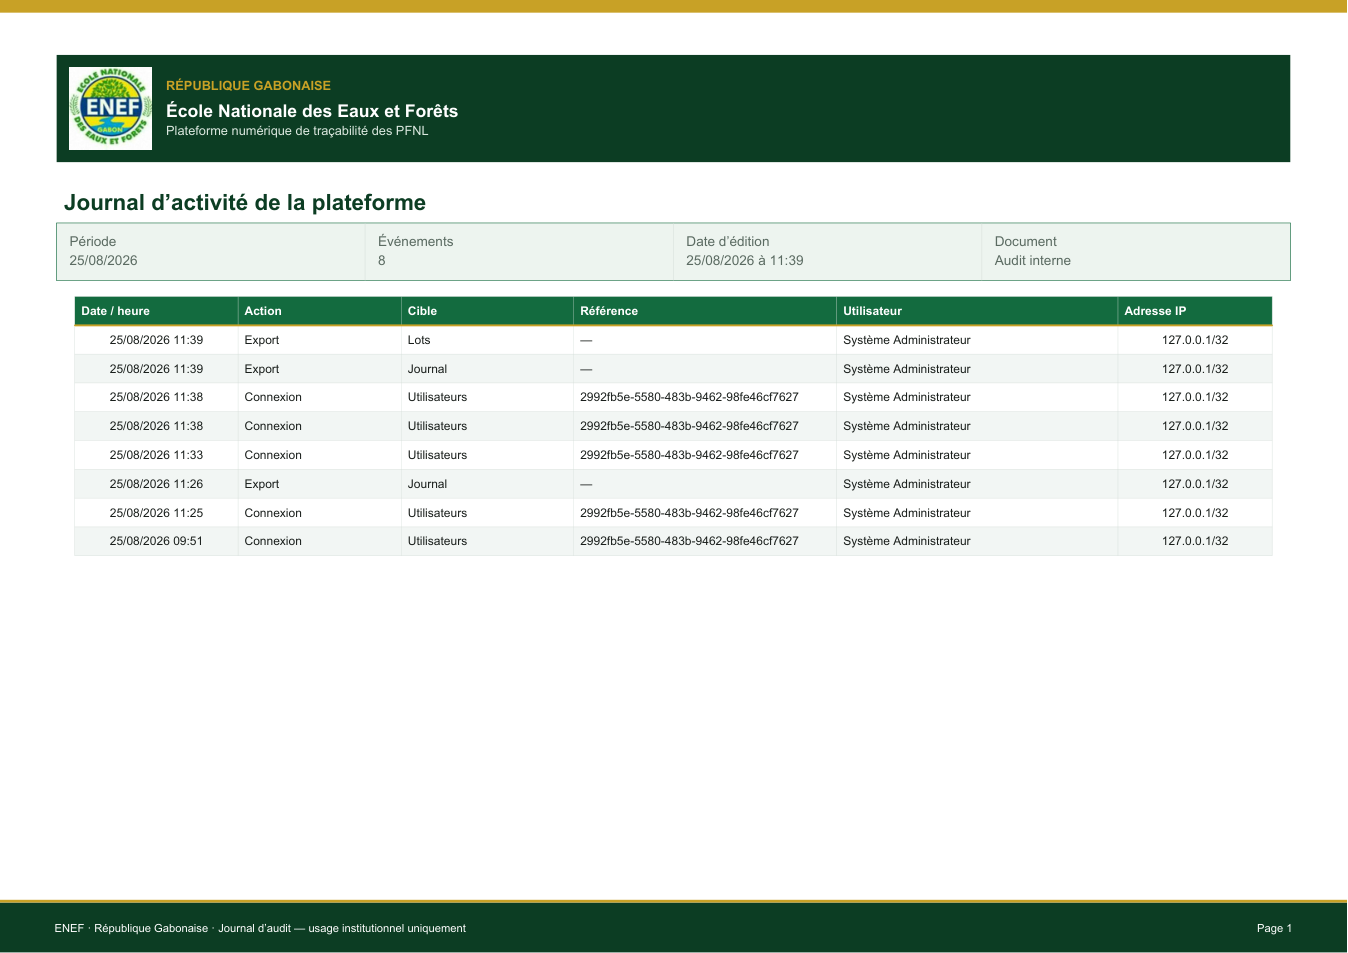 ÉCOLE NATIONALE
ENEF
GABON
DES EAUX ET FORÊTS
RÉPUBLIQUE GABONAISE
École Nationale des Eaux et Forêts
Plateforme numérique de traçabilité des PFNL
Journal d’activité de la plateforme
Période Événements Date d’édition Document
25/08/2026 8 25/08/2026 à 11:39 Audit interne
Date / heure Action Cible Référence Utilisateur Adresse IP
25/08/2026 11:39 Export Lots — Système Administrateur 127.0.0.1/32
25/08/2026 11:39 Export Journal — Système Administrateur 127.0.0.1/32
25/08/2026 11:38 Connexion Utilisateurs 2992fb5e-5580-483b-9462-98fe46cf7627 Système Administrateur 127.0.0.1/32
25/08/2026 11:38 Connexion Utilisateurs 2992fb5e-5580-483b-9462-98fe46cf7627 Système Administrateur 127.0.0.1/32
25/08/2026 11:33 Connexion Utilisateurs 2992fb5e-5580-483b-9462-98fe46cf7627 Système Administrateur 127.0.0.1/32
25/08/2026 11:26 Export Journal — Système Administrateur 127.0.0.1/32
25/08/2026 11:25 Connexion Utilisateurs 2992fb5e-5580-483b-9462-98fe46cf7627 Système Administrateur 127.0.0.1/32
25/08/2026 09:51 Connexion Utilisateurs 2992fb5e-5580-483b-9462-98fe46cf7627 Système Administrateur 127.0.0.1/32
ENEF · République Gabonaise · Journal d’audit — usage institutionnel uniquement Page 1